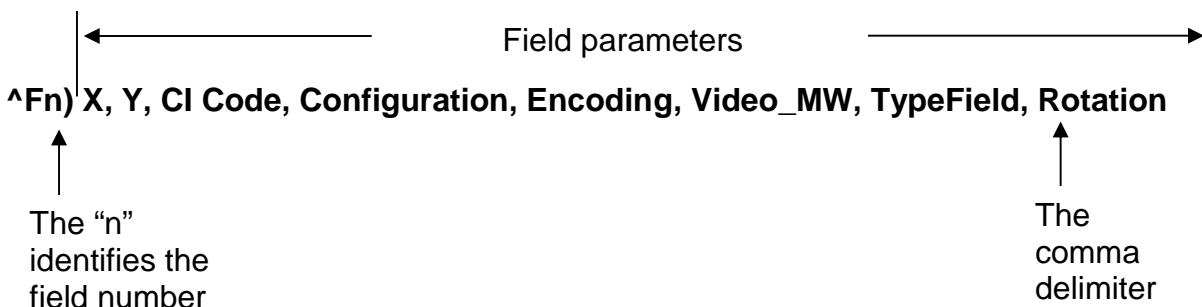 Field parameters
^Fn) X, Y, CI Code, Configuration, Encoding, Video_MW, TypeField, Rotation
The “n”
identifies the
field number
The
comma
delimiter